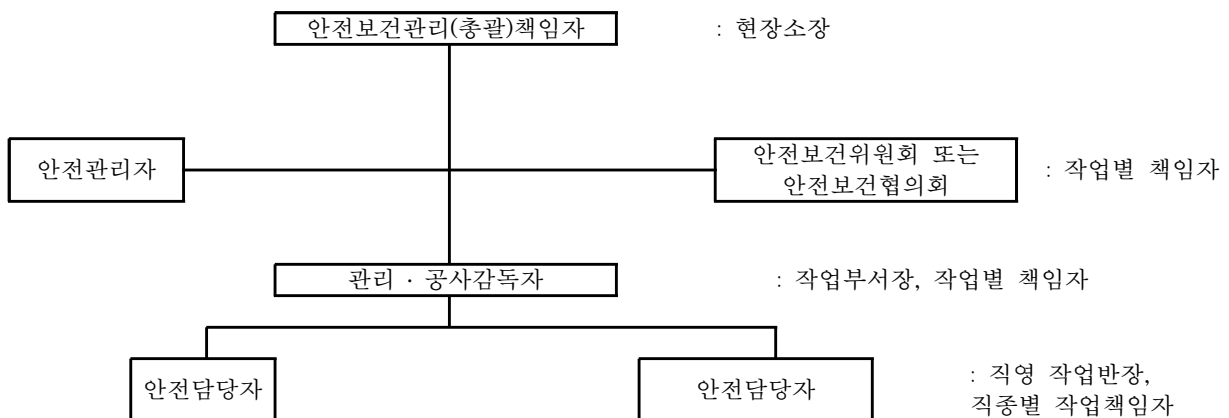 안전보건관리(총괄)책임자 : 현장소장
안전관리자
안전보건위원회 또는
안전보건협의회
: 작업별 책임자
관리 · 공사감독자 : 작업부서장, 작업별 책임자
안전담당자
안전담당자
: 직영 작업반장,
직종별 작업책임자